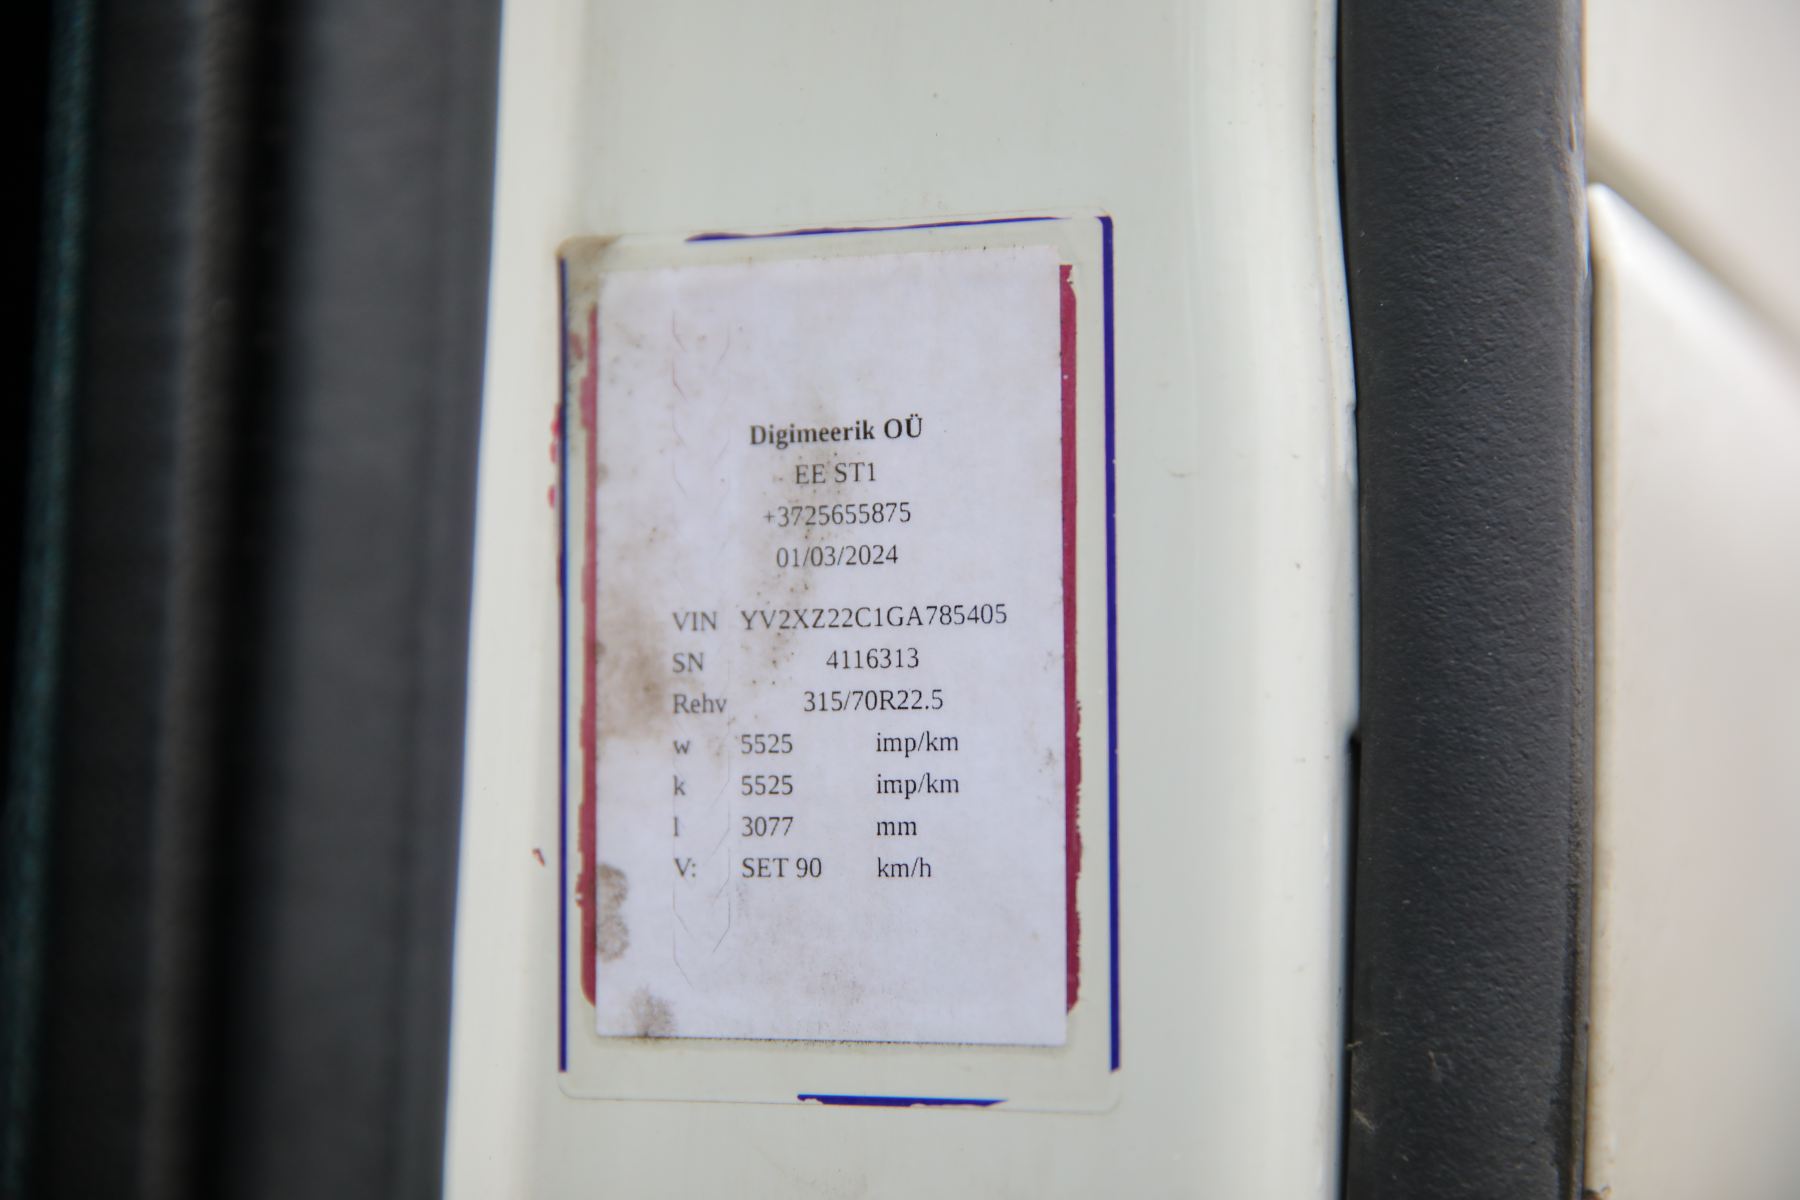 Digimeerik OÜ
EE ST1
+3725655875
01/03/2024
VIN YV2XZ22C1GA785405
SN 4116313
Rehv 315/70R22.5
w 5525 imp/km
k 5525 imp/km
l 3077 mm
V: SET 90 km/h